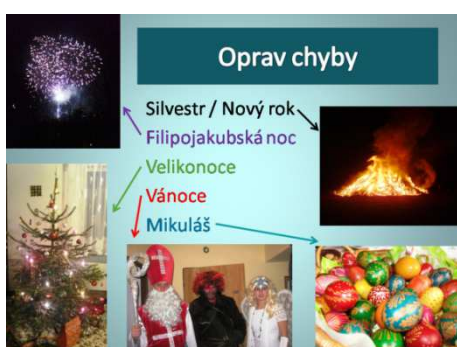 Oprav chyby
Silvestr / Nový rok
Filipojakubská noc
Velikonoce
Vánoce
Mikuláš